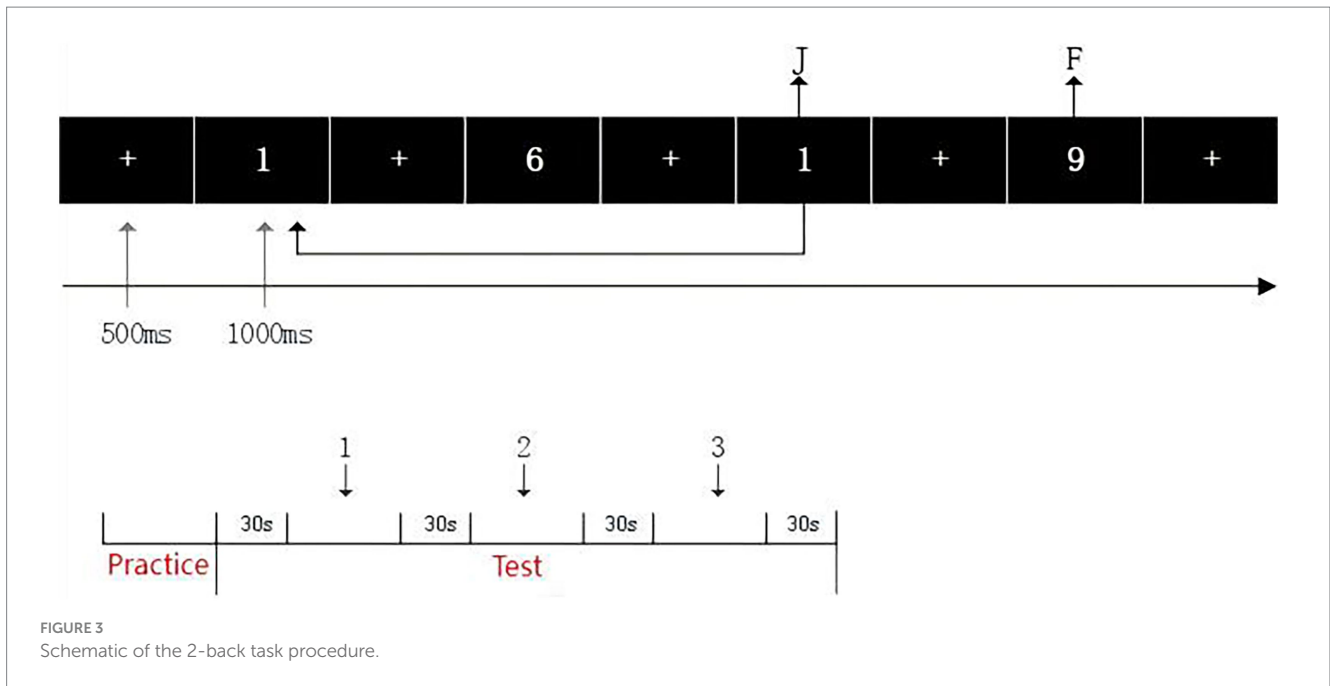 J F
+ 1 + 6 + 1 + 9 +
500ms 1000ms
1 2 3
30s 30s 30s 30s
Practice Test
FIGURE 3
Schematic of the 2-back task procedure.